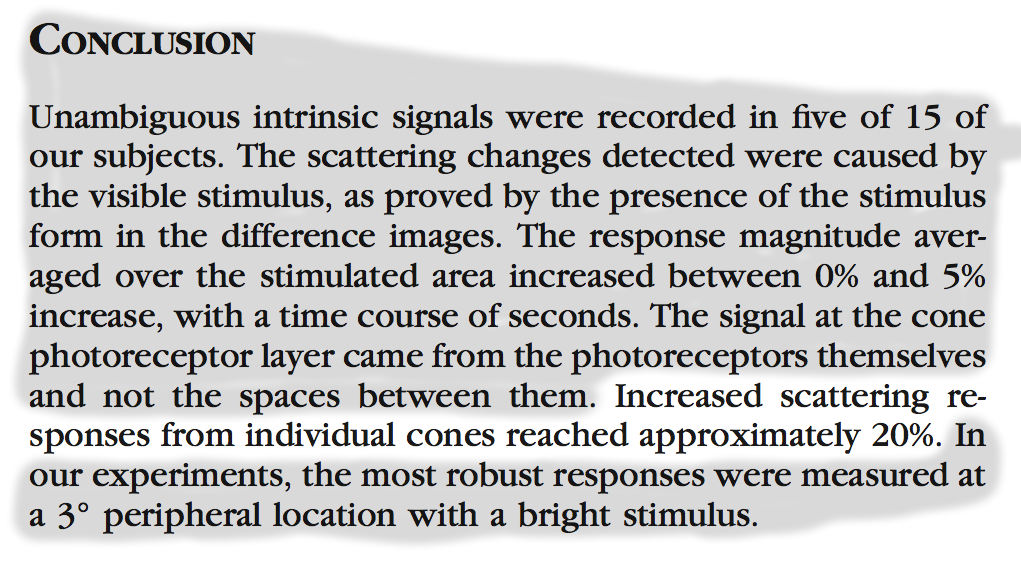 CONCLUSION
Unambiguous intrinsic signals were recorded in five of 15 of
our subjects. The scattering changes detected were caused by
the visible stimulus, as proved by the presence of the stimulus
form in the difference images. The response magnitude aver-
aged over the stimulated area increased between 0% and 5%
increase, with a time course of seconds. The signal at the cone
photoreceptor layer came from the photoreceptors themselves
and not the spaces between them. Increased scattering re-
sponses from individual cones reached approximately 20%. In
our experiments, the most robust responses were measured at
a 3° peripheral location with a bright stimulus.